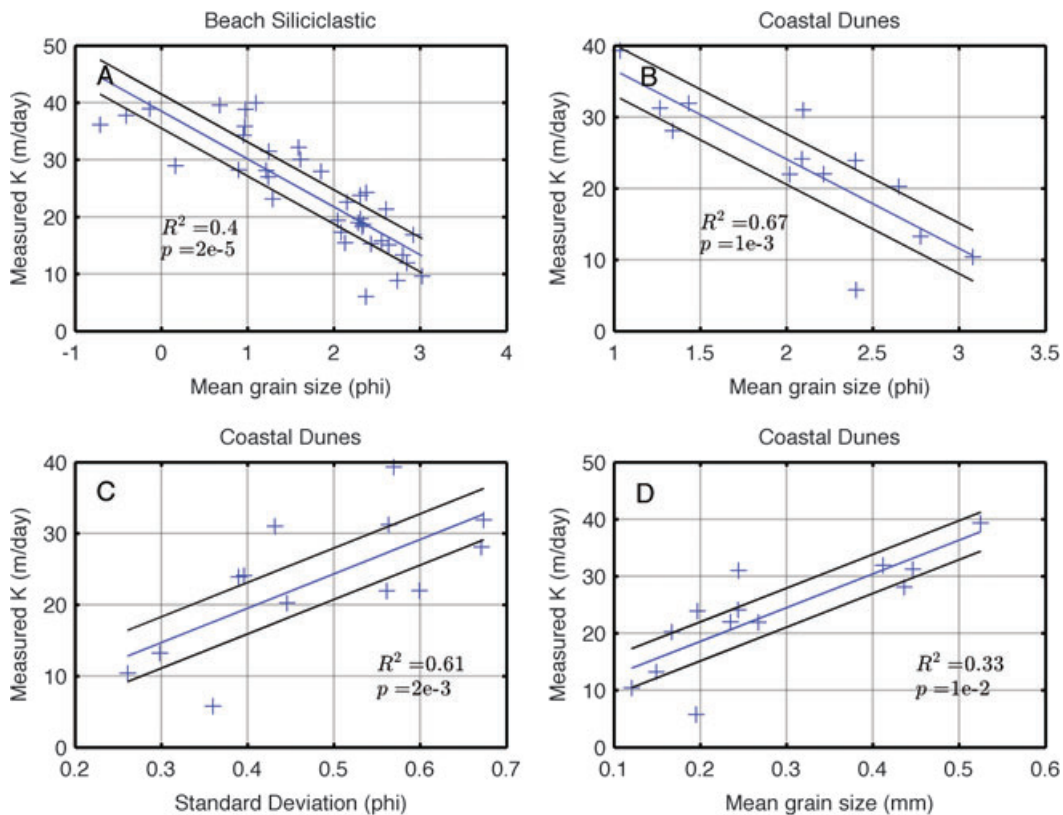 Beach Siliciclastic
A
50
40
30
20
10
0
-1 0 1 2 3 4
Measured K (m/day)
Mean grain size (phi)
R² =0.4
p =2e-5
Coastal Dunes
B
40
30
20
10
0
1 1.5 2 2.5 3 3.5
Measured K (m/day)
Mean grain size (phi)
R² =0.67
p =1e-3
Coastal Dunes
C
40
30
20
10
0
0.2 0.3 0.4 0.5 0.6 0.7
Measured K (m/day)
Standard Deviation (phi)
R² =0.61
p =2e-3
Coastal Dunes
D
50
40
30
20
10
0
0.1 0.2 0.3 0.4 0.5 0.6
Measured K (m/day)
Mean grain size (mm)
R² =0.33
p =1e-2